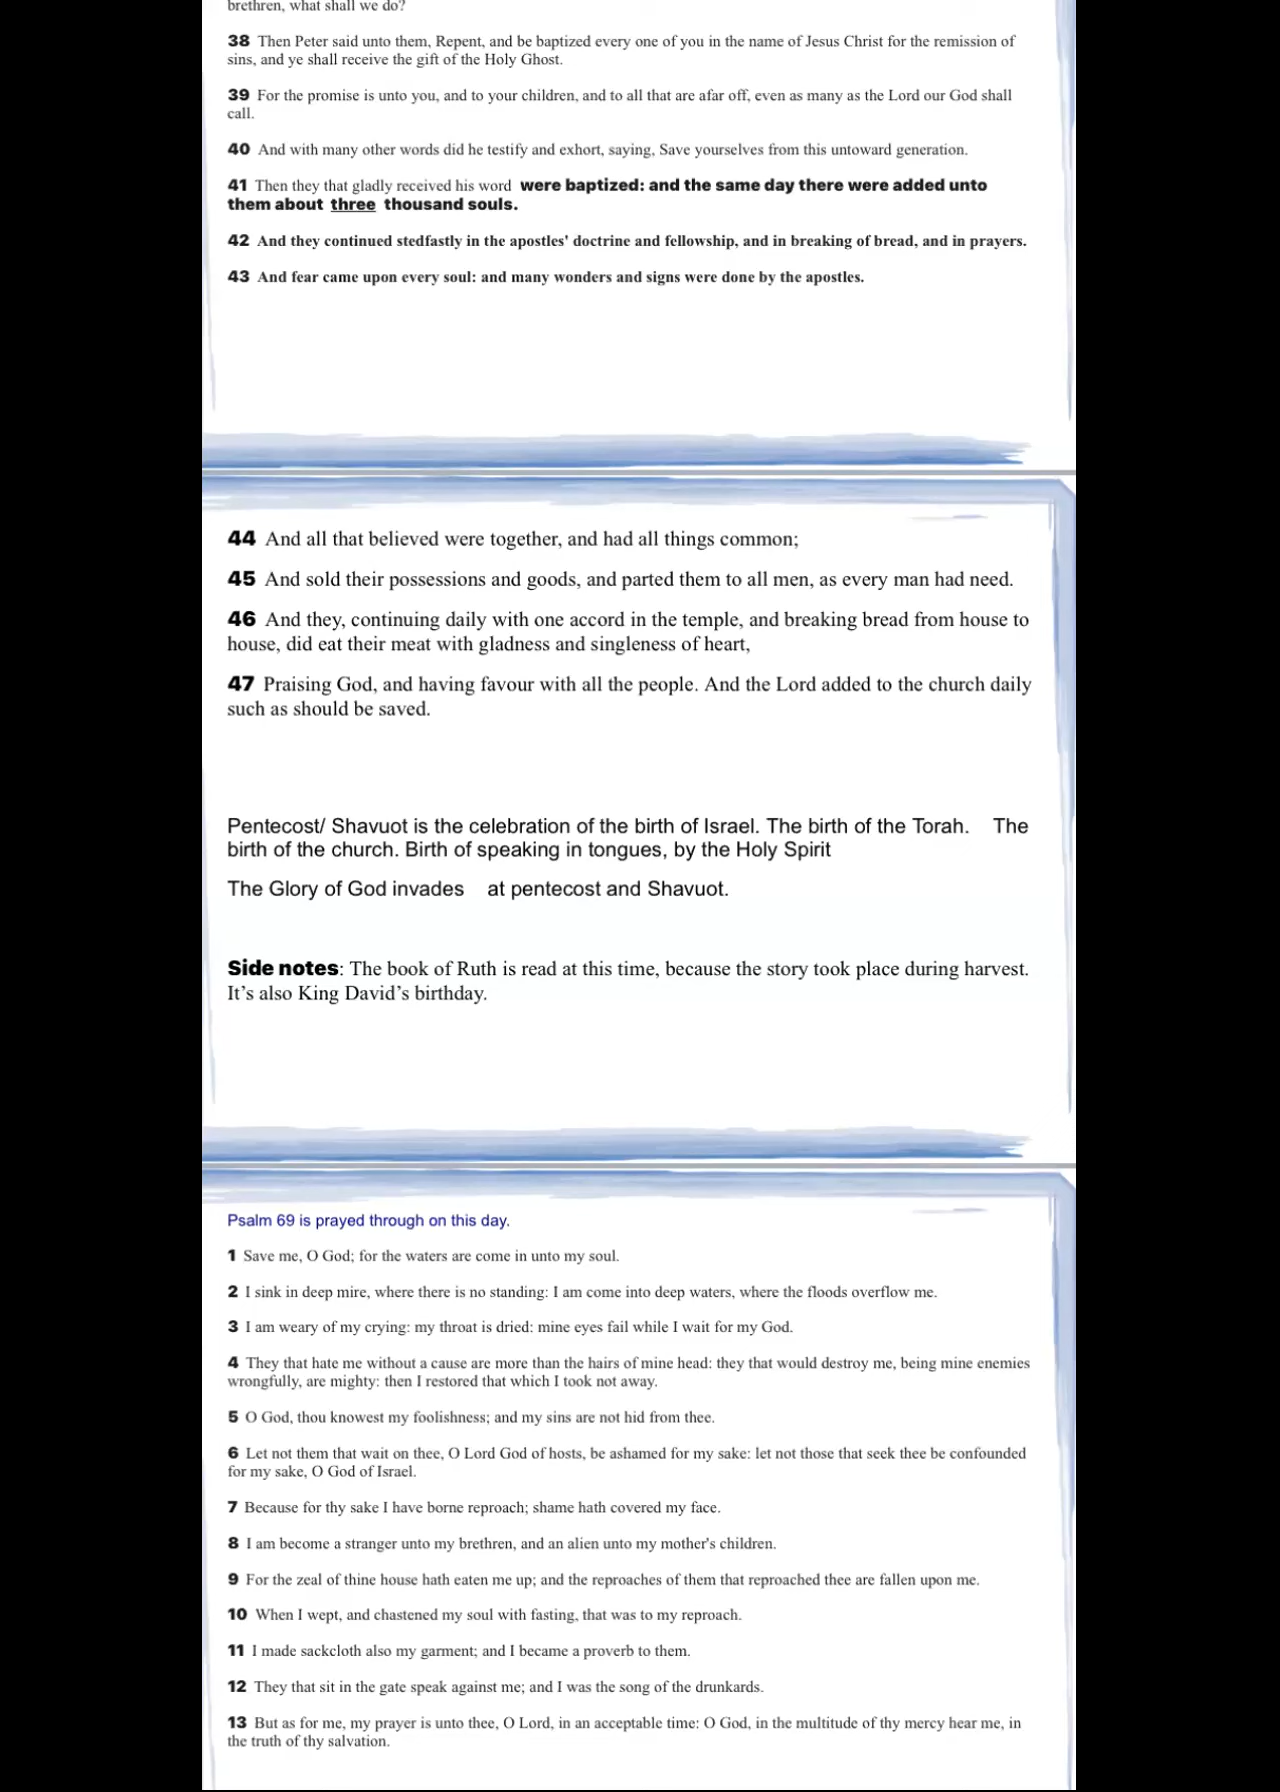 brethren, what shall we do?
38 Then Peter said unto them, Repent, and be baptized every one of you in the name of Jesus Christ for the remission of
sins, and ye shall receive the gift of the Holy Ghost.
39 For the promise is unto you, and to your children, and to all that are afar off, even as many as the Lord our God shall
call.
40 And with many other words did he testify and exhort, saying, Save yourselves from this untoward generation.
41 Then they that gladly received his word were baptized: and the same day there were added unto
them about three thousand souls.
42 And they continued stedfastly in the apostles' doctrine and fellowship, and in breaking of bread, and in prayers.
43 And fear came upon every soul: and many wonders and signs were done by the apostles.
44 And all that believed were together, and had all things common;
45 And sold their possessions and goods, and parted them to all men, as every man had need.
46 And they, continuing daily with one accord in the temple, and breaking bread from house to
house, did eat their meat with gladness and singleness of heart,
47 Praising God, and having favour with all the people. And the Lord added to the church daily
such as should be saved.
Pentecost/ Shavuot is the celebration of the birth of Israel. The birth of the Torah. The
birth of the church. Birth of speaking in tongues, by the Holy Spirit
The Glory of God invades at pentecost and Shavuot.
Side notes: The book of Ruth is read at this time, because the story took place during harvest.
It’s also King David’s birthday.
Psalm 69 is prayed through on this day.
1 Save me, O God; for the waters are come in unto my soul.
2 I sink in deep mire, where there is no standing: I am come into deep waters, where the floods overflow me.
3 I am weary of my crying: my throat is dried: mine eyes fail while I wait for my God.
4 They that hate me without a cause are more than the hairs of mine head: they that would destroy me, being mine enemies
wrongfully, are mighty: then I restored that which I took not away.
5 O God, thou knowest my foolishness; and my sins are not hid from thee.
6 Let not them that wait on thee, O Lord God of hosts, be ashamed for my sake: let not those that seek thee be confounded
for my sake, O God of Israel.
7 Because for thy sake I have borne reproach; shame hath covered my face.
8 I am become a stranger unto my brethren, and an alien unto my mother's children.
9 For the zeal of thine house hath eaten me up; and the reproaches of them that reproached thee are fallen upon me.
10 When I wept, and chastened my soul with fasting, that was to my reproach.
11 I made sackcloth also my garment; and I became a proverb to them.
12 They that sit in the gate speak against me; and I was the song of the drunkards.
13 But as for me, my prayer is unto thee, O Lord, in an acceptable time: O God, in the multitude of thy mercy hear me, in
the truth of thy salvation.